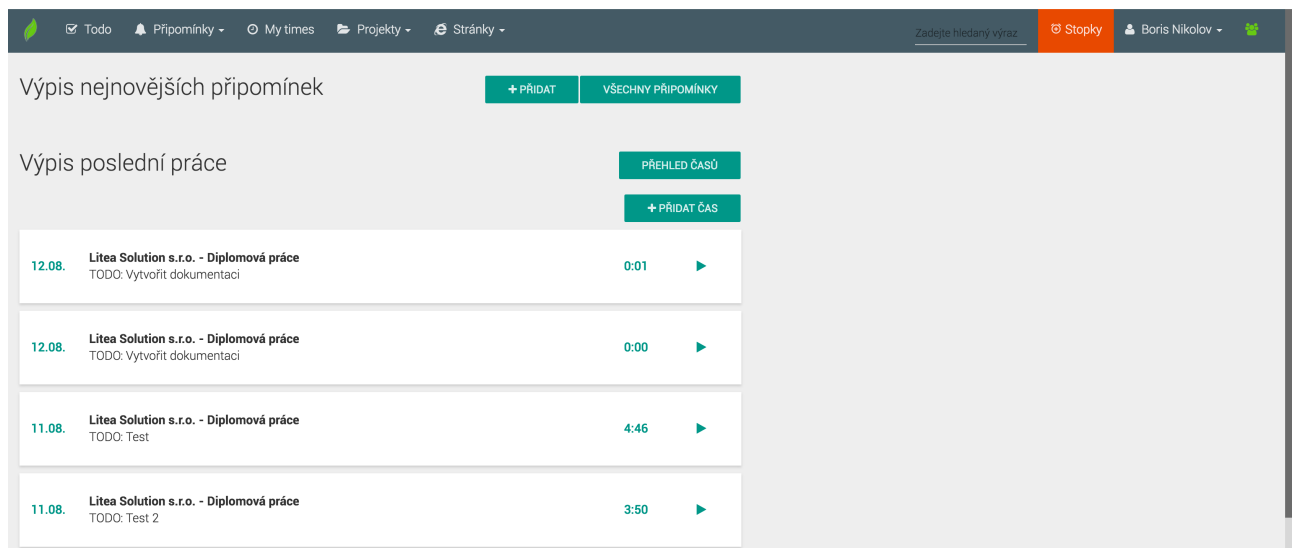 Todo Připomínky My times Projekty Stránky Zadejte hledaný výraz Stopky Boris Nikolov
Výpis nejnovějších připomínek
+ PŘIDAT VŠECHNY PŘIPOMÍNKY
Výpis poslední práce
PŘEHLED ČASŮ
+ PŘIDAT ČAS
12.08. Litea Solution s.r.o. - Diplomová práce 0:01
TODO: Vytvořit dokumentaci
12.08. Litea Solution s.r.o. - Diplomová práce 0:00
TODO: Vytvořit dokumentaci
11.08. Litea Solution s.r.o. - Diplomová práce 4:46
TODO: Test
11.08. Litea Solution s.r.o. - Diplomová práce 3:50
TODO: Test 2